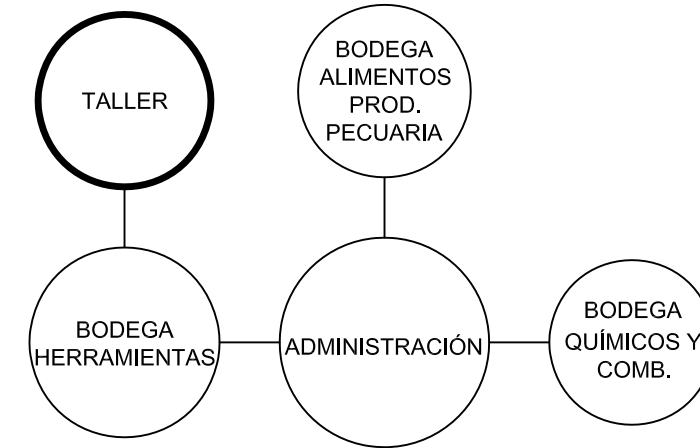 TALLER
BODEGA
ALIMENTOS
PROD.
PECUARIA
BODEGA
HERRAMIENTAS
ADMINISTRACIÓN
BODEGA
QUÍMICOS Y
COMB.